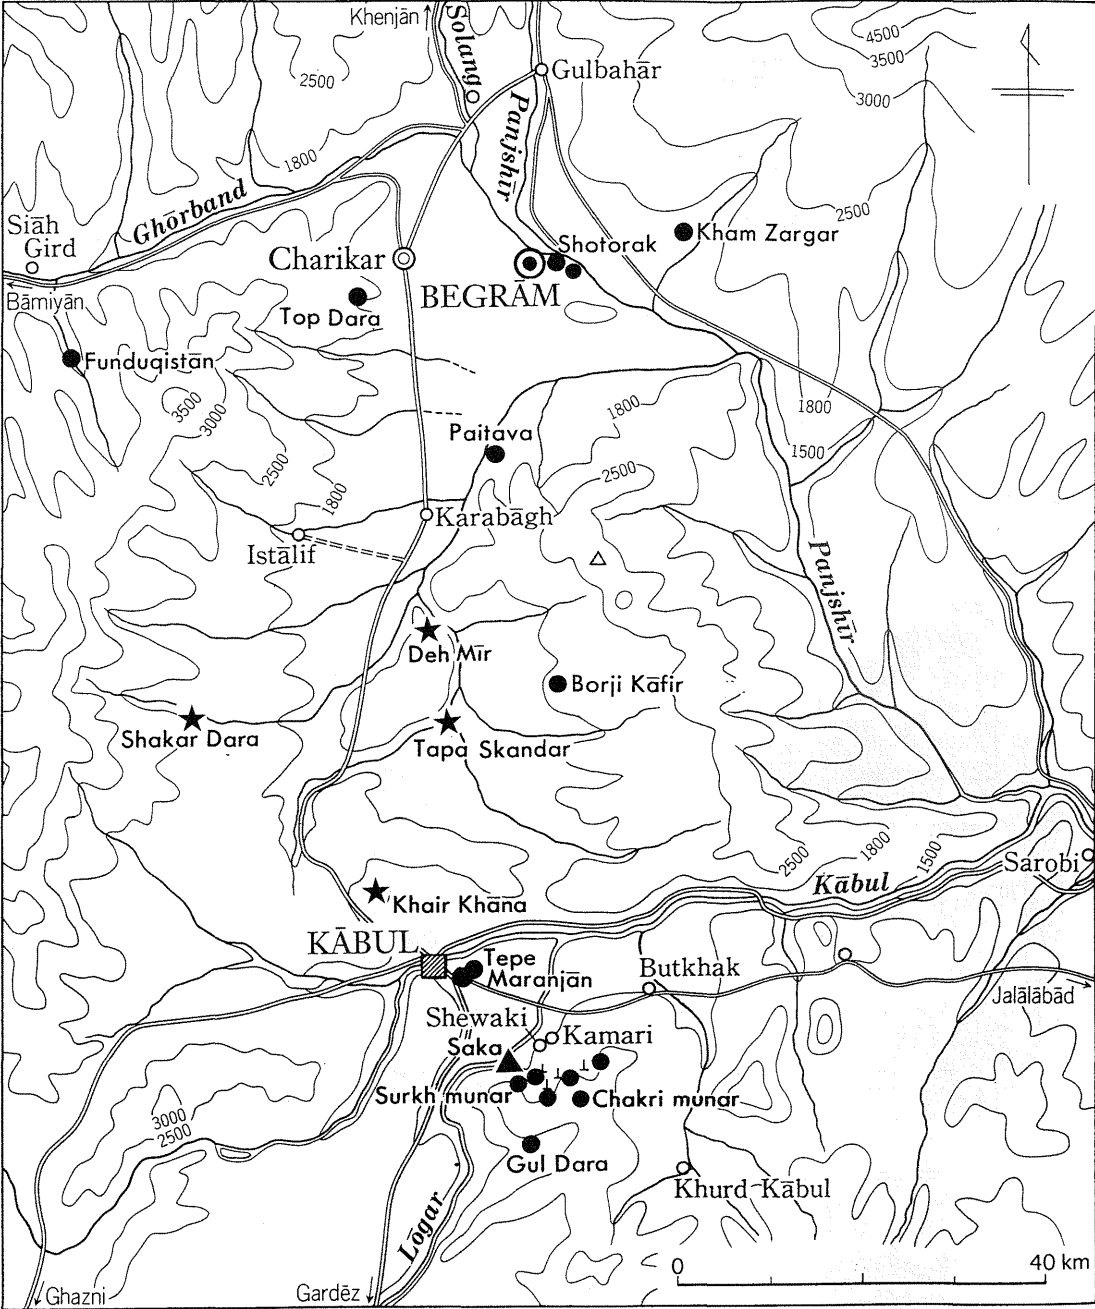 Khenjān
Solang
4500
3500
2500
Gulbahār
3000
Panjshīr
1800
Ghōrband
2500
Siāh
Gird
Kham Zargar
Shotorak
Charikar
BEGRĀM
Bāmiyān
Top Dara
Funduqistān
3500
3000
1800
1800
Paitava
1500
2500
2500
1800
Karabāgh
Istālif
Panjshīr
Deh Mīr
Borji Kāfir
Shakar Dara
Tapa Skandar
2500
1800
1500
Sarobi
Kābul
Khair Khāna
KĀBUL
Tepe
Maranjān
Butkhak
Jalālābād
Shewaki
Kamari
Saka
Surkh munar
Chakri munar
3000
2500
Gul Dara
Khurd Kābul
Lōgar
0
40 km
Ghazni
Gardēz